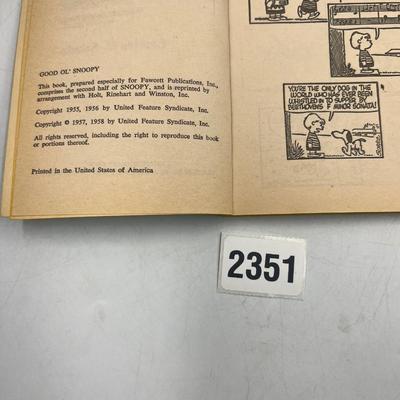 GOOD OL' SNOOPY
This book, prepared especially for Fawcett Publications, Inc.,
comprises the second half of SNOOPY, and is reprinted by
arrangement with Holt, Rinehart and Winston, Inc.
Copyright 1955, 1956 by United Feature Syndicate, Inc.
Copyright © 1957, 1958 by United Feature Syndicate, Inc.
All rights reserved, including the right to reproduce this book
or portions thereof.
Printed in the United States of America
YOU'RE THE ONLY DOG IN THE
WORLD WHO HAS EVER BEEN
WHISTLED IN TO SUPPER BY
BEETHOVEN'S F MINOR SONATA!
2351